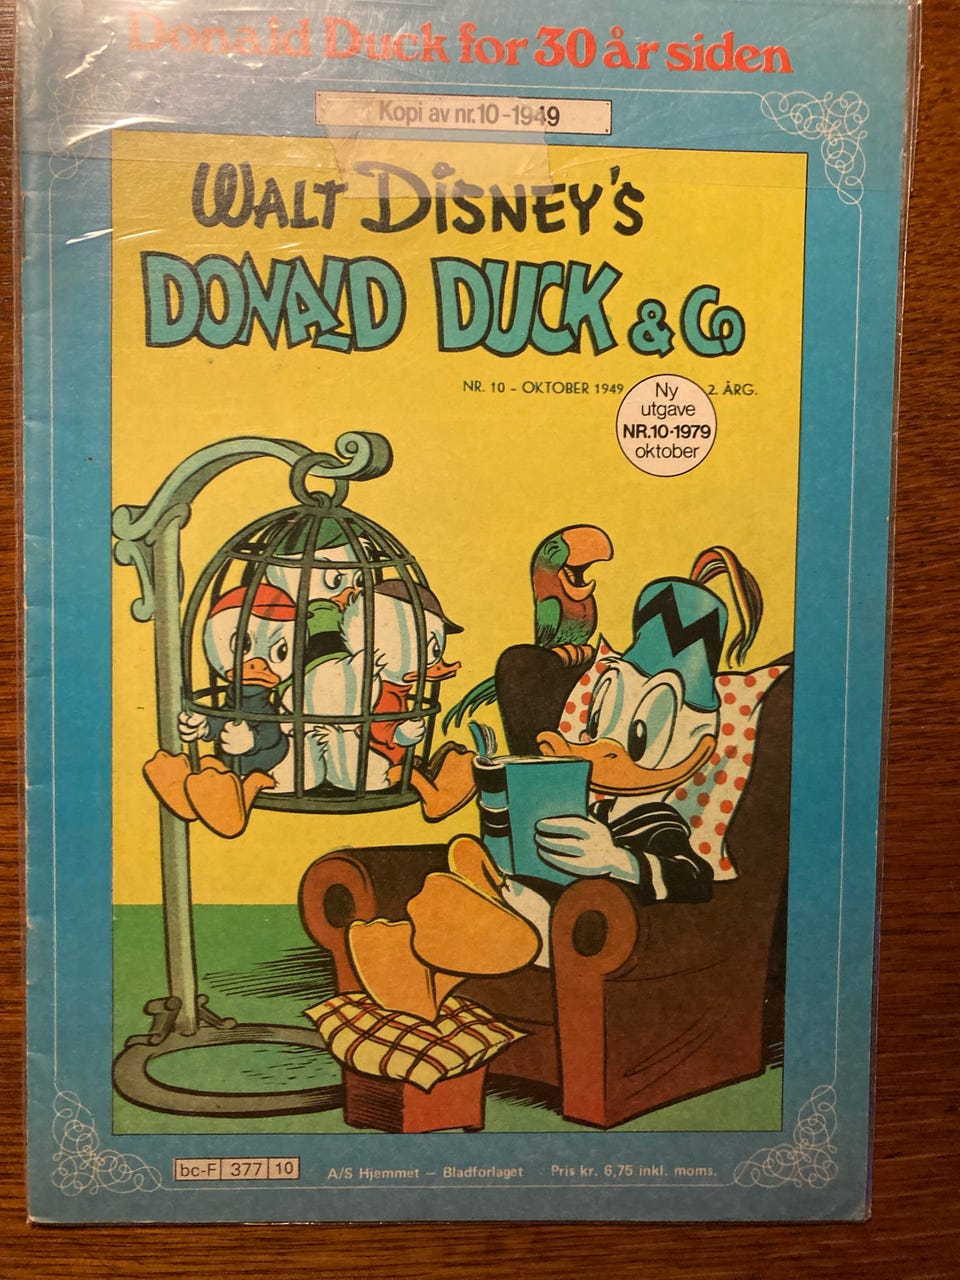 Donald Duck for 30 år siden
Kopi av nr. 10 - 1949
WALT DISNEY'S
DONALD DUCK & Co
NR. 10 - OKTOBER 1949 2. ÅRG.
Ny
utgave
NR. 10-1979
oktober
bc-F 377 10 A/S Hjemmet — Bladforlaget Pris kr. 6,75 inkl. moms.